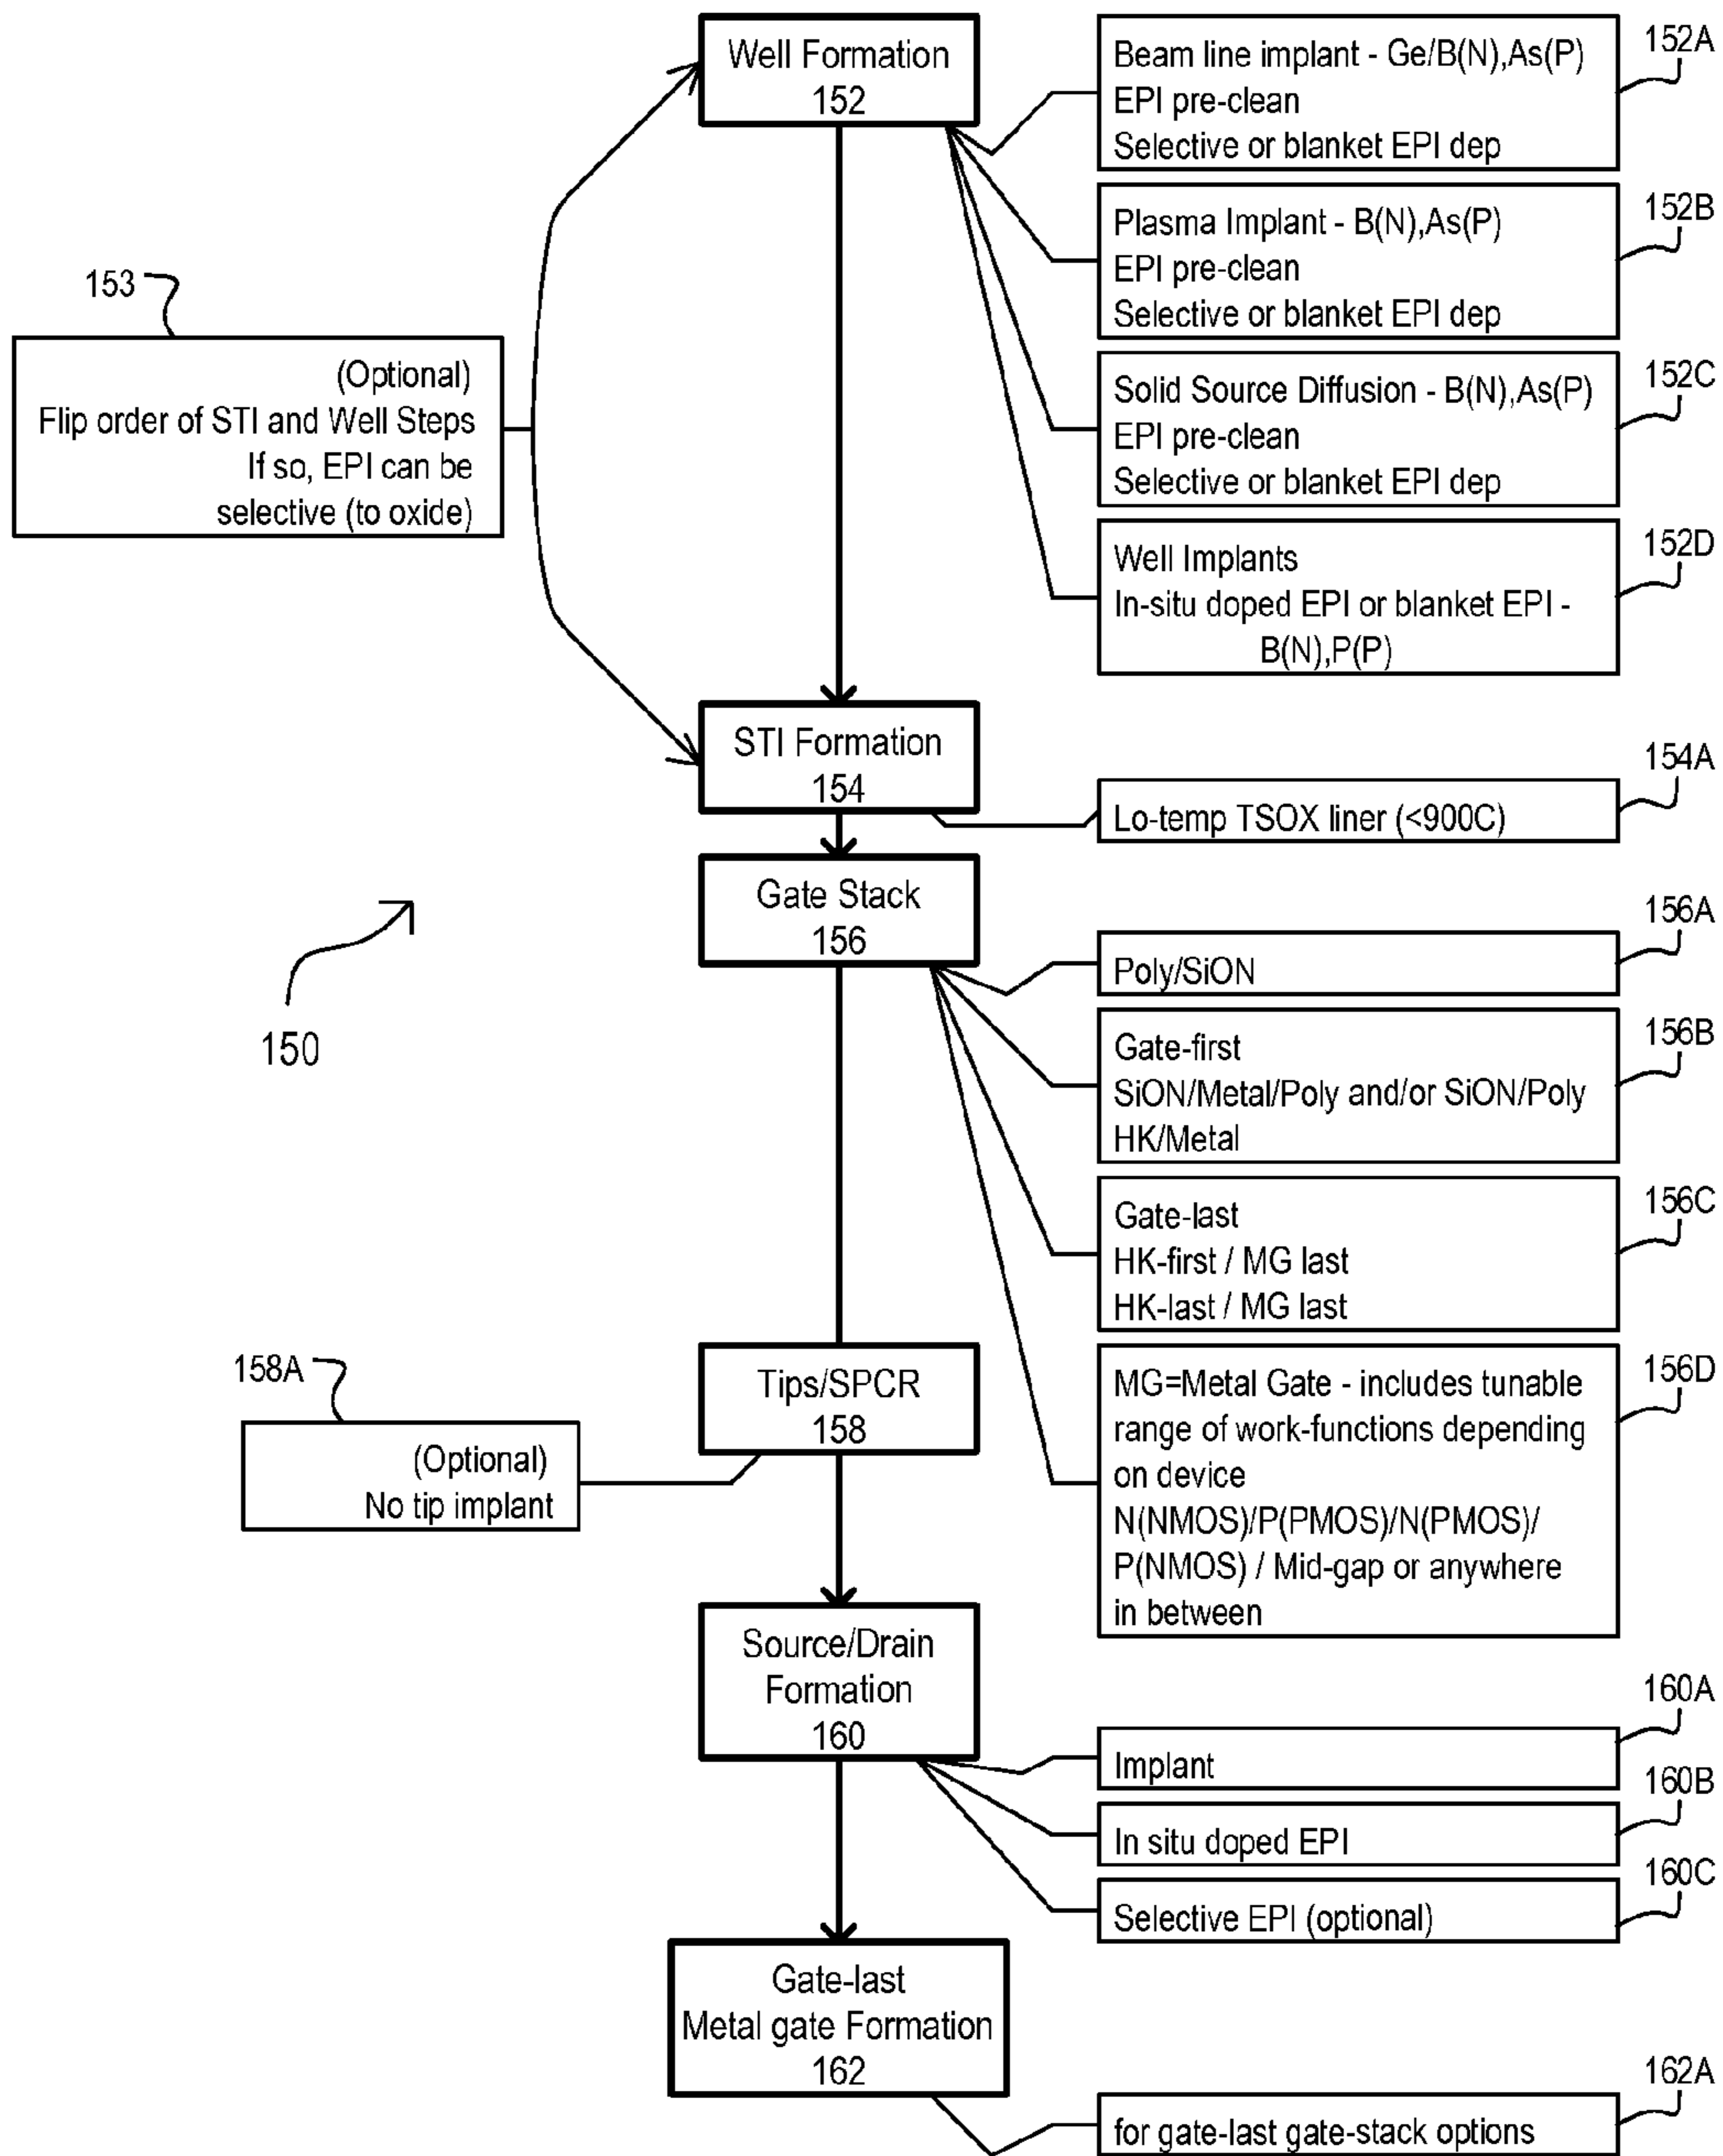 Well Formation
152
Beam line implant - Ge/B(N),As(P)
EPI pre-clean
Selective or blanket EPI dep
152A
Plasma Implant - B(N),As(P)
EPI pre-clean
Selective or blanket EPI dep
152B
153
(Optional)
Flip order of STI and Well Steps
If so, EPI can be
selective (to oxide)
Solid Source Diffusion - B(N),As(P)
EPI pre-clean
Selective or blanket EPI dep
152C
Well Implants
In-situ doped EPI or blanket EPI -
B(N),P(P)
152D
STI Formation
154
Lo-temp TSOX liner (<900C)
154A
Gate Stack
156
150
Poly/SiON
156A
Gate-first
SiON/Metal/Poly and/or SiON/Poly
HK/Metal
156B
Gate-last
HK-first / MG last
HK-last / MG last
156C
MG=Metal Gate - includes tunable
range of work-functions depending
on device
N(NMOS)/P(PMOS)/N(PMOS)/
P(NMOS) / Mid-gap or anywhere
in between
156D
Tips/SPCR
158
158A
(Optional)
No tip implant
Source/Drain
Formation
160
Implant
160A
In situ doped EPI
160B
Selective EPI (optional)
160C
Gate-last
Metal gate Formation
162
for gate-last gate-stack options
162A